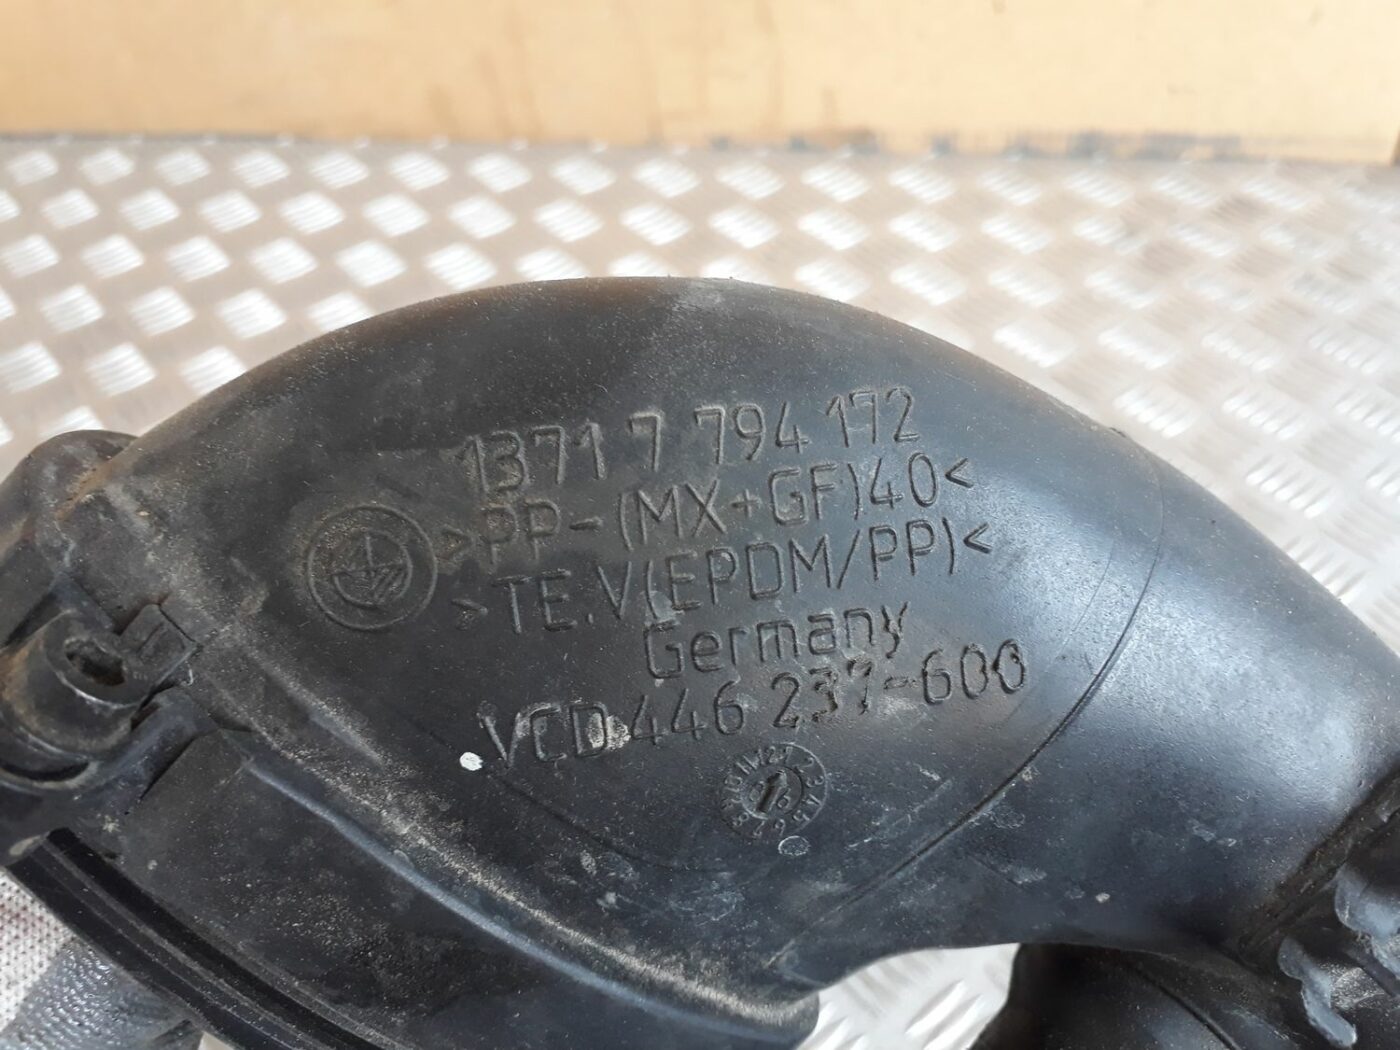 1371 7 794 172
>PP-(MX+GF)40<
>TE.V(EPDM/PP)<
Germany
VCD 446 237-600